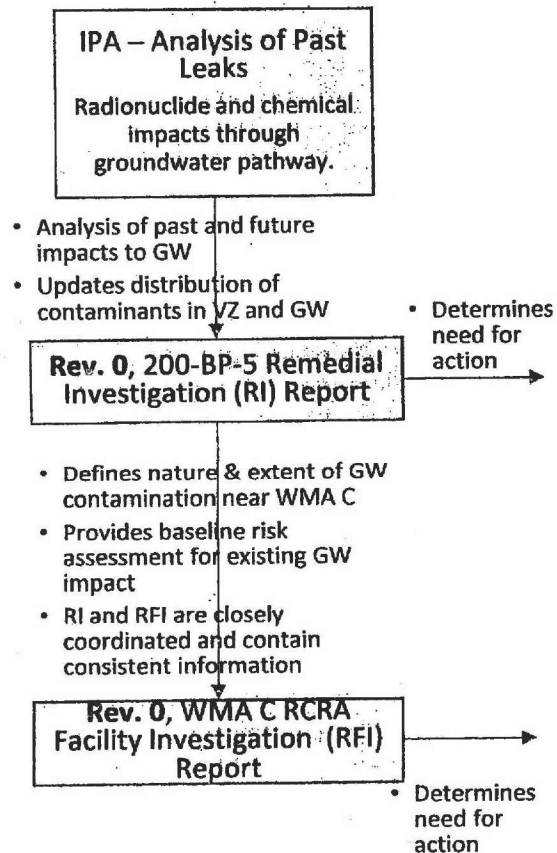 IPA – Analysis of Past
Leaks
Radionuclide and chemical
impacts through
groundwater pathway.
• Analysis of past and future
impacts to GW
• Updates distribution of
contaminants in VZ and GW
• Determines
need for
action
Rev. 0, 200-BP-5 Remedial
Investigation (RI) Report
• Defines nature & extent of GW
contamination near WMA C
• Provides baseline risk
assessment for existing GW
impact
• RI and RFI are closely
coordinated and contain
consistent information
Rev. 0, WMA C RCRA
Facility Investigation (RFI)
Report
• Determines
need for
action